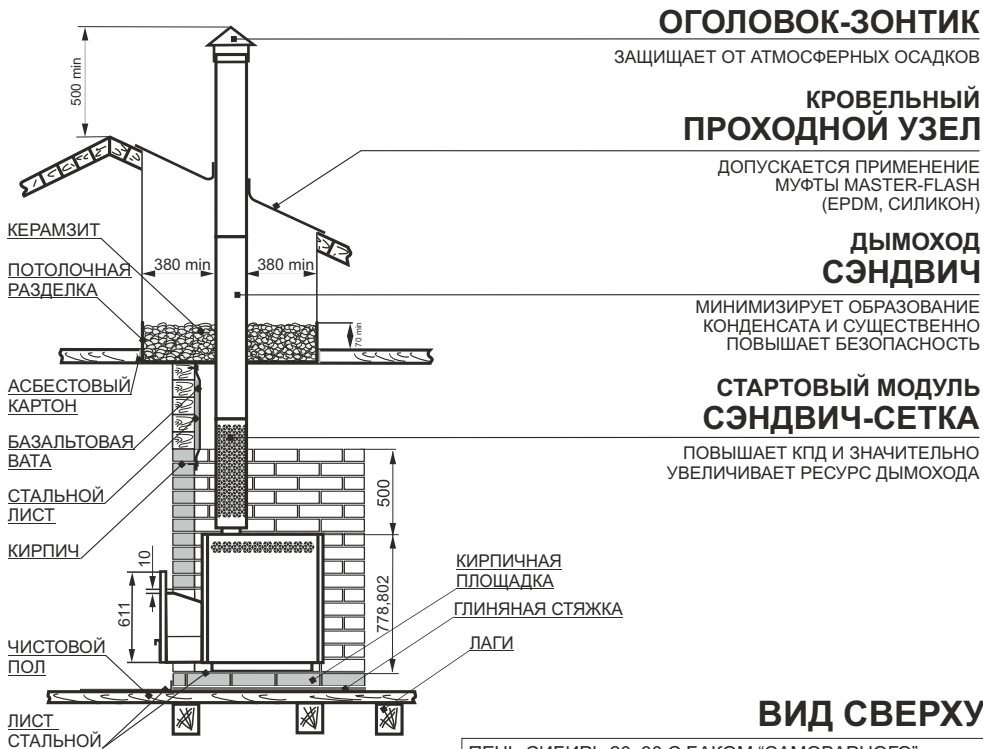 ОГОЛОВОК-ЗОНТИК
ЗАЩИЩАЕТ ОТ АТМОСФЕРНЫХ ОСАДКОВ
КРОВЕЛЬНЫЙ
ПРОХОДНОЙ УЗЕЛ
ДОПУСКАЕТСЯ ПРИМЕНЕНИЕ
МУФТЫ MASTER-FLASH
(EPDM, СИЛИКОН)
ДЫМОХОД
СЭНДВИЧ
МИНИМИЗИРУЕТ ОБРАЗОВАНИЕ
КОНДЕНСАТА И СУЩЕСТВЕННО
ПОВЫШАЕТ БЕЗОПАСНОСТЬ
СТАРТОВЫЙ МОДУЛЬ
СЭНДВИЧ-СЕТКА
ПОВЫШАЕТ КПД И ЗНАЧИТЕЛЬНО
УВЕЛИЧИВАЕТ РЕСУРС ДЫМОХОДА
500 min
КЕРАМЗИТ
ПОТОЛОЧНАЯ
РАЗДЕЛКА
380 min
380 min
70 min
АСБЕСТОВЫЙ
КАРТОН
БАЗАЛЬТОВАЯ
ВАТА
СТАЛЬНОЙ
ЛИСТ
КИРПИЧ
500
10
611
778,802
КИРПИЧНАЯ
ПЛОЩАДКА
ГЛИНЯНАЯ СТЯЖКА
ЛАГИ
ЧИСТОВОЙ
ПОЛ
ЛИСТ
СТАЛЬНОЙ
ВИД СВЕРХУ